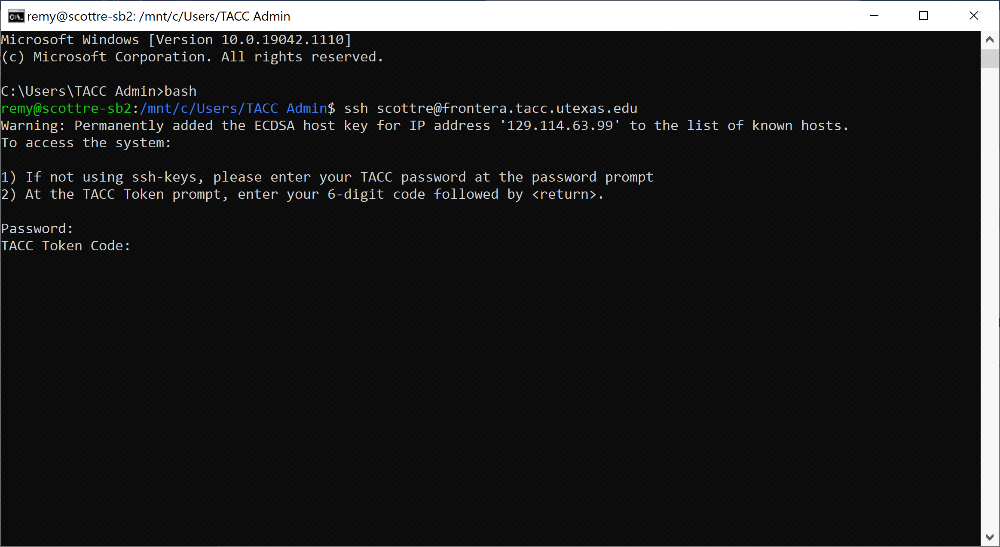 remy@scottre-sb2: /mnt/c/Users/TACC Admin
Microsoft Windows [Version 10.0.19042.1110]
(c) Microsoft Corporation. All rights reserved.
C:\Users\TACC Admin>bash
remy@scottre-sb2:/mnt/c/Users/TACC Admin$ ssh scottre@frontera.tacc.utexas.edu
Warning: Permanently added the ECDSA host key for IP address '129.114.63.99' to the list of known hosts.
To access the system:
1) If not using ssh-keys, please enter your TACC password at the password prompt
2) At the TACC Token prompt, enter your 6-digit code followed by <return>.
Password:
TACC Token Code: